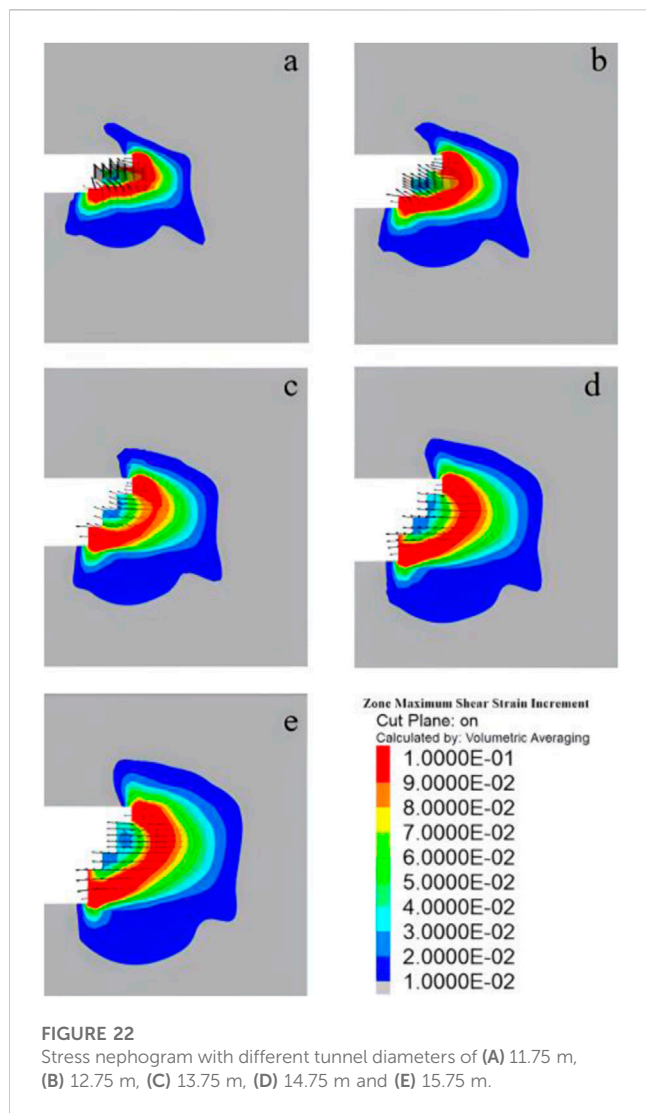 a
b
c
d
e
Zone Maximum Shear Strain Increment
Cut Plane: on
Calculated by: Volumetric Averaging
1.0000E-01
9.0000E-02
8.0000E-02
7.0000E-02
6.0000E-02
5.0000E-02
4.0000E-02
3.0000E-02
2.0000E-02
1.0000E-02
FIGURE 22
Stress nephogram with different tunnel diameters of (A) 11.75 m,
(B) 12.75 m, (C) 13.75 m, (D) 14.75 m and (E) 15.75 m.